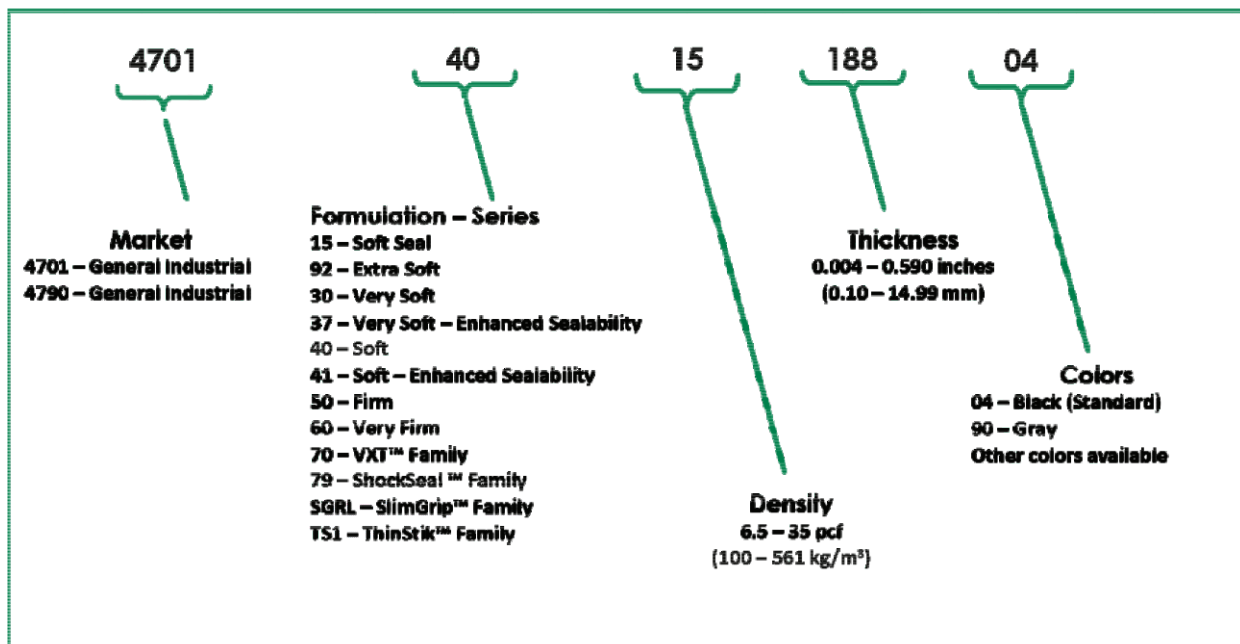 4701 40 15 188 04
Market
4701 – General Industrial
4790 – General Industrial
Formulation – Series
15 – Soft Seal
92 – Extra Soft
30 – Very Soft
37 – Very Soft – Enhanced Sealability
40 – Soft
41 – Soft – Enhanced Sealability
50 – Firm
60 – Very Firm
70 – VXT™ Family
79 – ShockSeal ™ Family
SGRL – SlimGrip™ Family
TS1 – ThinStik™ Family
Density
6.5 – 35 pcf
(100 – 561 kg/m³)
Thickness
0.004 – 0.590 inches
(0.10 – 14.99 mm)
Colors
04 – Black (Standard)
90 – Gray
Other colors available